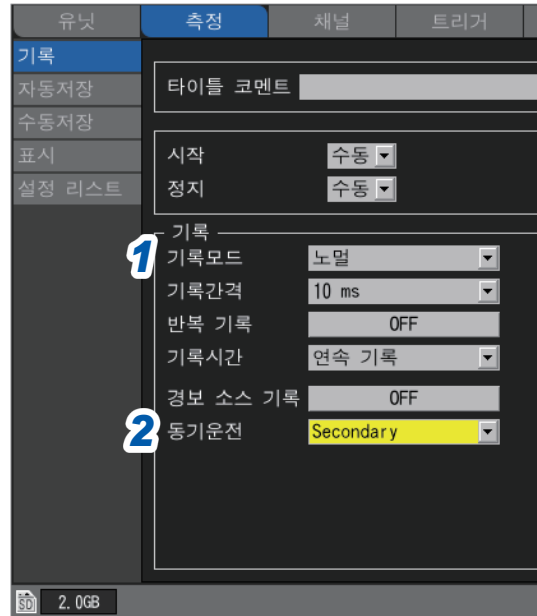 유닛 측정 채널 트리거
기록
자동저장
수동저장
표시
설정 리스트
타이틀 코멘트
시작 수동
정지 수동
기록
1 기록모드 노멀
기록간격 10 ms
반복 기록 OFF
기록시간 연속 기록
경보 소스 기록 OFF
2 동기운전 Secondary
SD 2.0GB